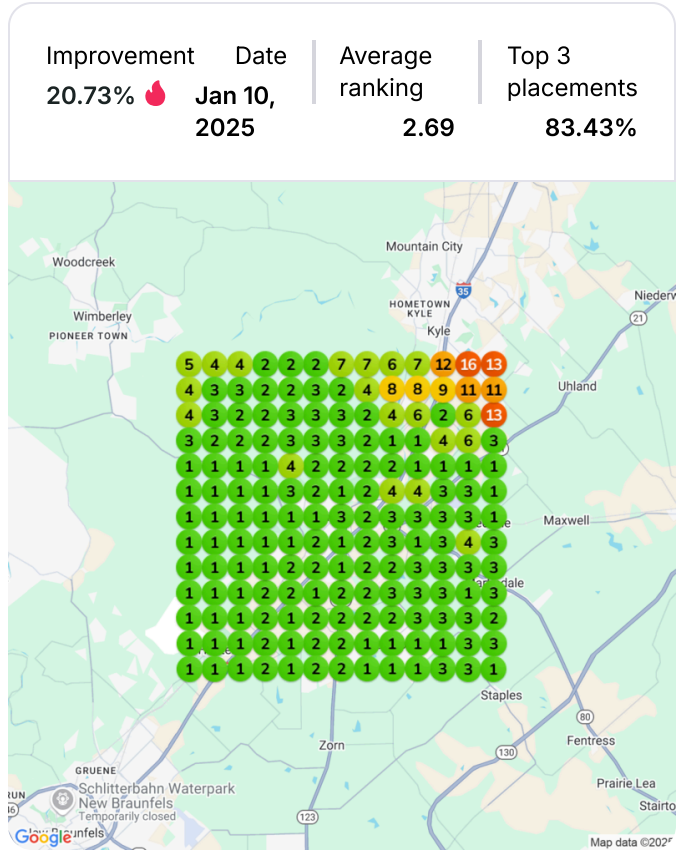 Improvement
20.73%
Date
Jan 10,
2025
Average
ranking
2.69
Top 3
placements
83.43%
Mountain City
Woodcreek
35
Niederw
HOMETOWN
KYLE
Wimberley
21
PIONEER TOWN
Kyle
5 4 4 2 2 2 7 7 6 7 12 16 13
4 3 3 2 2 3 2 4 8 8 9 11 11
Uhland
4 3 2 2 3 3 3 2 4 6 2 6 13
3 2 2 2 3 3 3 2 1 1 4 6 3
1 1 1 1 4 2 2 2 2 1 1 1 1
1 1 1 1 3 2 1 2 4 4 3 3 1
1 1 1 1 1 1 3 2 3 3 3 3 1
Maxwell
1 1 1 1 1 2 1 2 3 1 3 4 3
1 1 1 1 2 2 1 2 2 3 3 3 3
1 1 1 2 2 1 2 2 3 3 3 1 3
1 1 1 2 1 2 2 2 2 3 3 3 2
1 1 1 2 1 2 2 1 1 1 1 3 3
1 1 1 2 1 2 2 1 1 1 3 3 1
Staples
80
Zorn
Fentress
130
GRUENE
Prairie Lea
Schlitterbahn Waterpark
New Braunfels
Temporarily closed
RUN
Stairto
123
New Braunfels
Google
Map data ©2025